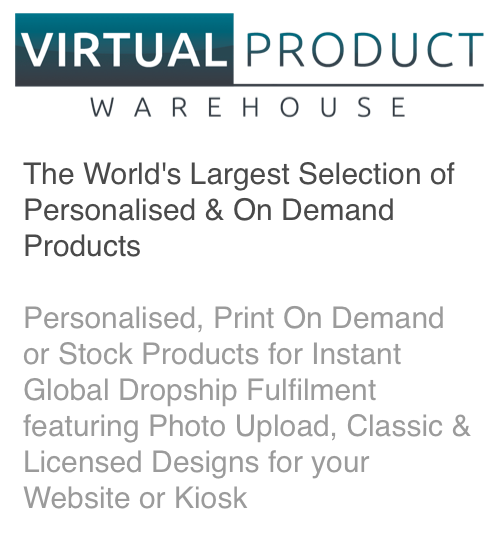 VIRTUAL PRODUCT
WAREHOUSE
The World's Largest Selection of
Personalised & On Demand
Products
Personalised, Print On Demand
or Stock Products for Instant
Global Dropship Fulfilment
featuring Photo Upload, Classic &
Licensed Designs for your
Website or Kiosk